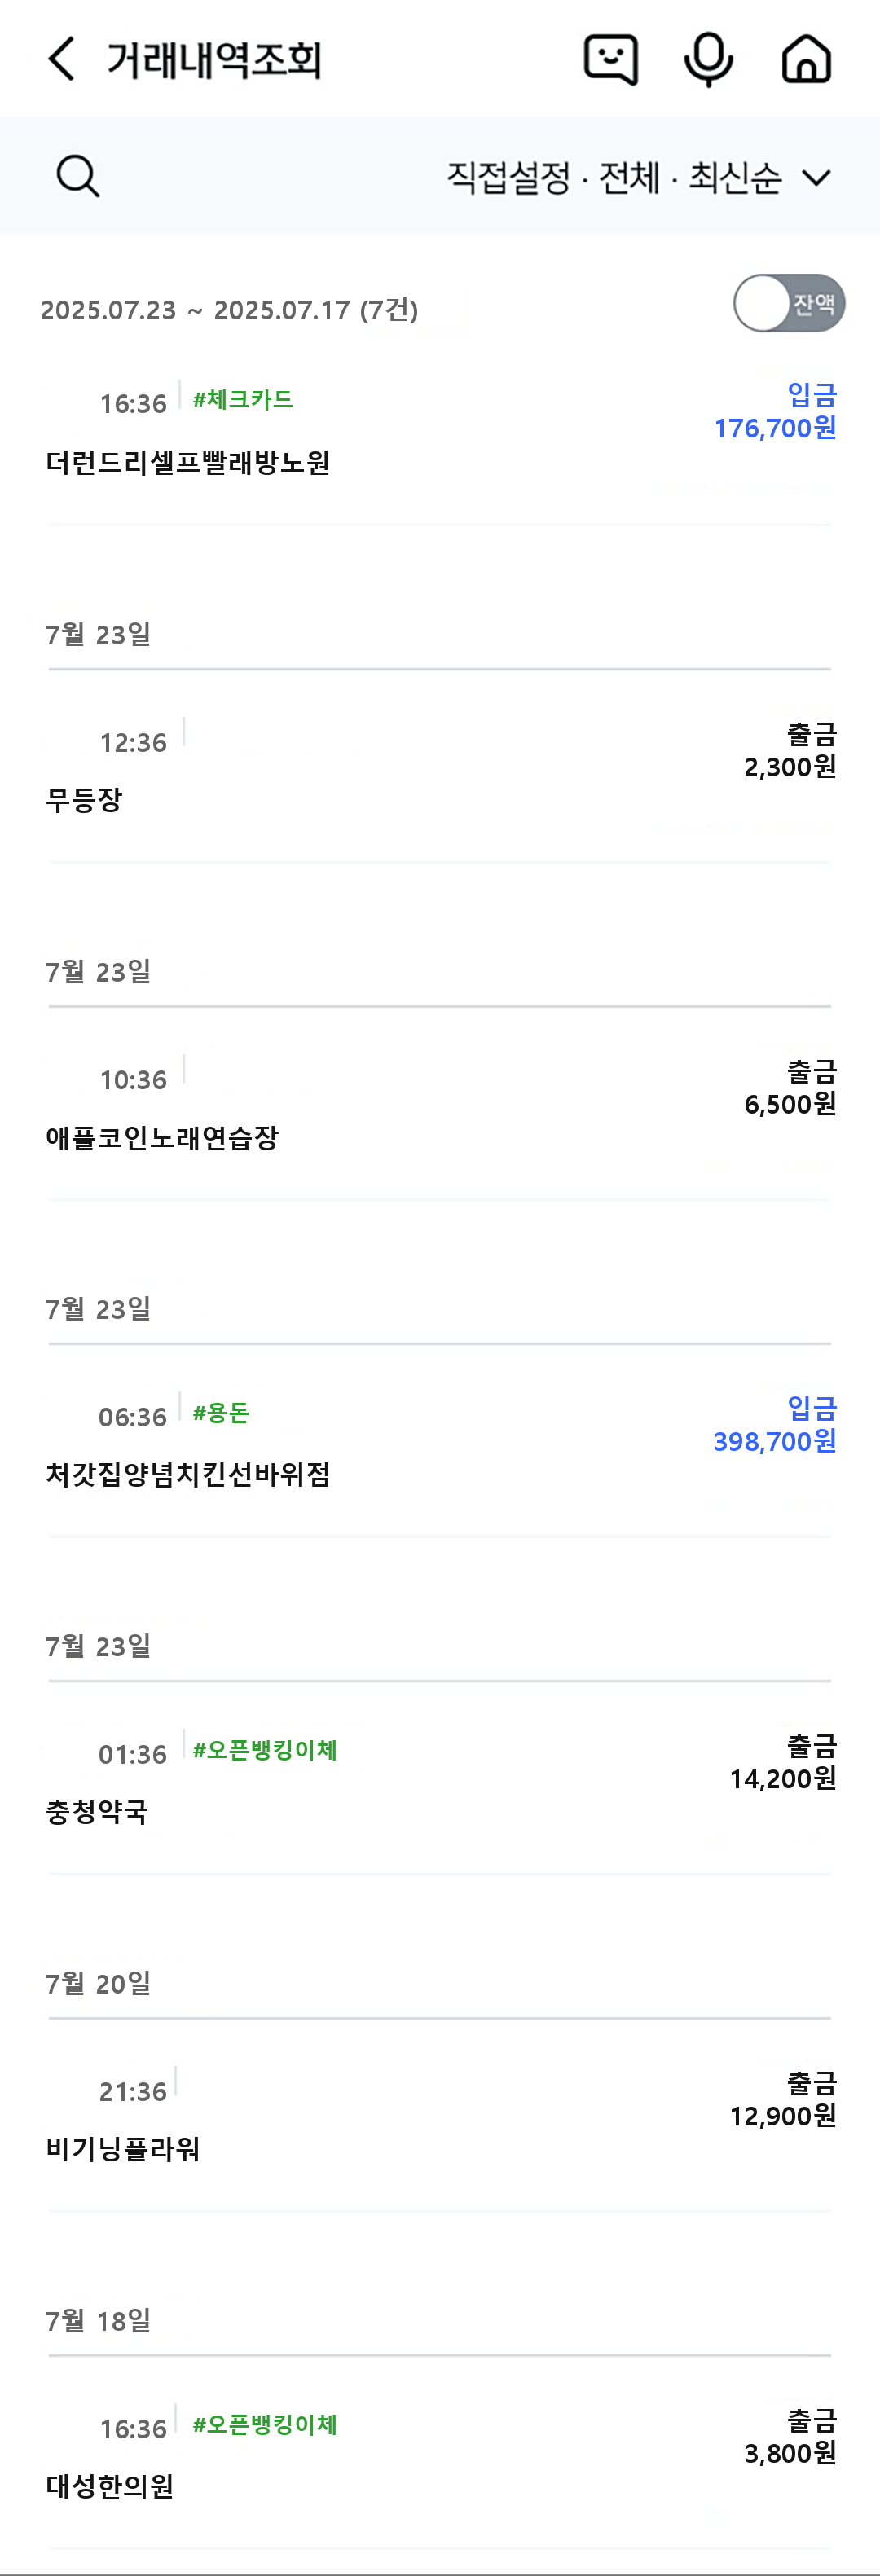 거래내역조회
직접설정 · 전체 · 최신순
2025.07.23 ~ 2025.07.17 (7건)
잔액
16:36 #체크카드
입금
176,700원
더런드리셀프빨래방노원
7월 23일
12:36
출금
2,300원
무등장
7월 23일
10:36
출금
6,500원
애플코인노래연습장
7월 23일
06:36 #용돈
입금
398,700원
처갓집양념치킨선바위점
7월 23일
01:36 #오픈뱅킹이체
출금
14,200원
충청약국
7월 20일
21:36
출금
12,900원
비기닝플라워
7월 18일
16:36 #오픈뱅킹이체
출금
3,800원
대성한의원